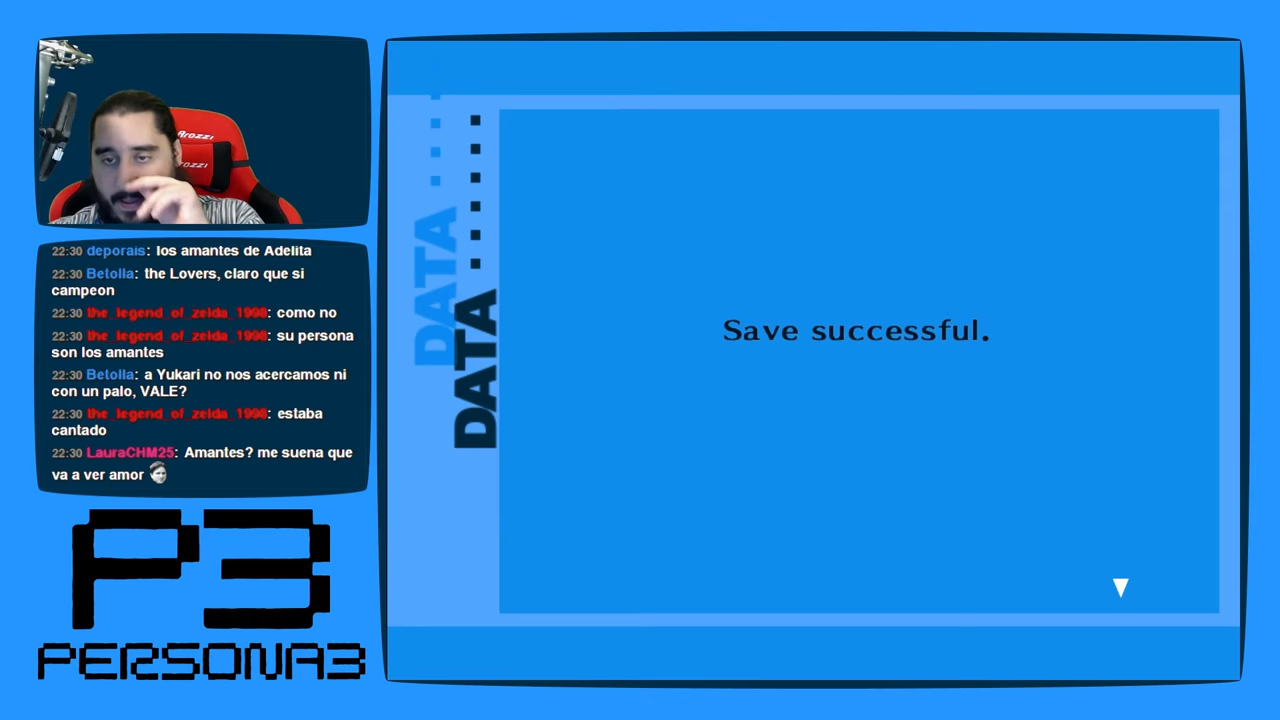 Arozzi
ROZZI
22:30 deporais: los amantes de Adelita
22:30 Betolla: the Lovers, claro que si
campeon
22:30 the_legend_of_zelda_1998: como no
22:30 the_legend_of_zelda_1998: su persona
son los amantes
22:30 Betolla: a Yukari no nos acercamos ni
con un palo, VALE?
22:30 the_legend_of_zelda_1998: estaba
cantado
22:30 LauraCHM25: Amantes? me suena que
va a ver amor
P3
PERSONA3
DATA
DATA
Save successful.